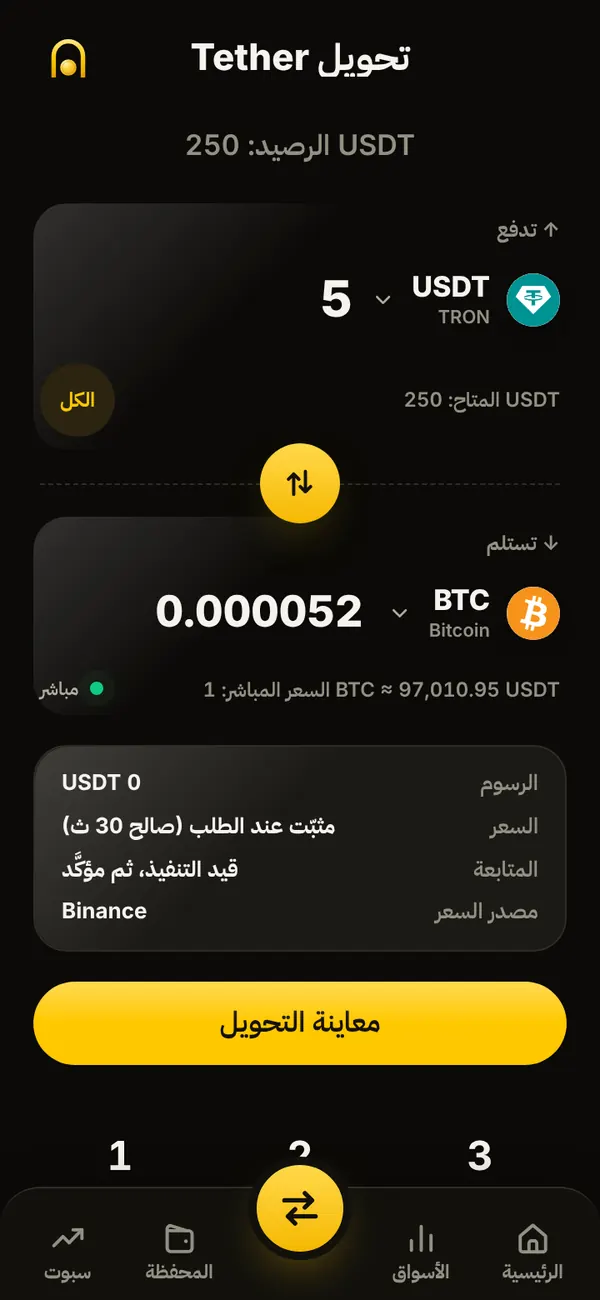 تحويل Tether
USDT الرصيد: 250
↑ تدفع
USDT
TRON
5
USDT المتاح: 250
الكل
↓ تستلم
BTC
Bitcoin
0.000052
السعر المباشر: 1 BTC ≈ 97,010.95 USDT
مباشر
الرسوم
0 USDT
السعر
مثبّت عند الطلب (صالح 30 ث)
المتابعة
قيد التنفيذ، ثم مؤكَّد
مصدر السعر
Binance
معاينة التحويل
1 2 3
الرئيسية
الأسواق
المحفظة
سبوت